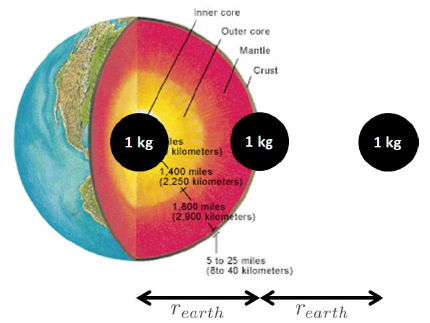 Inner core
Outer core
Mantle
Crust
1 kg
1 kg
1 kg
kilometers)
1,400 miles
(2,250 kilometers)
1,800 miles
(2,900 kilometers)
5 to 25 miles
(8to 40 kilometers)
r_earth
r_earth